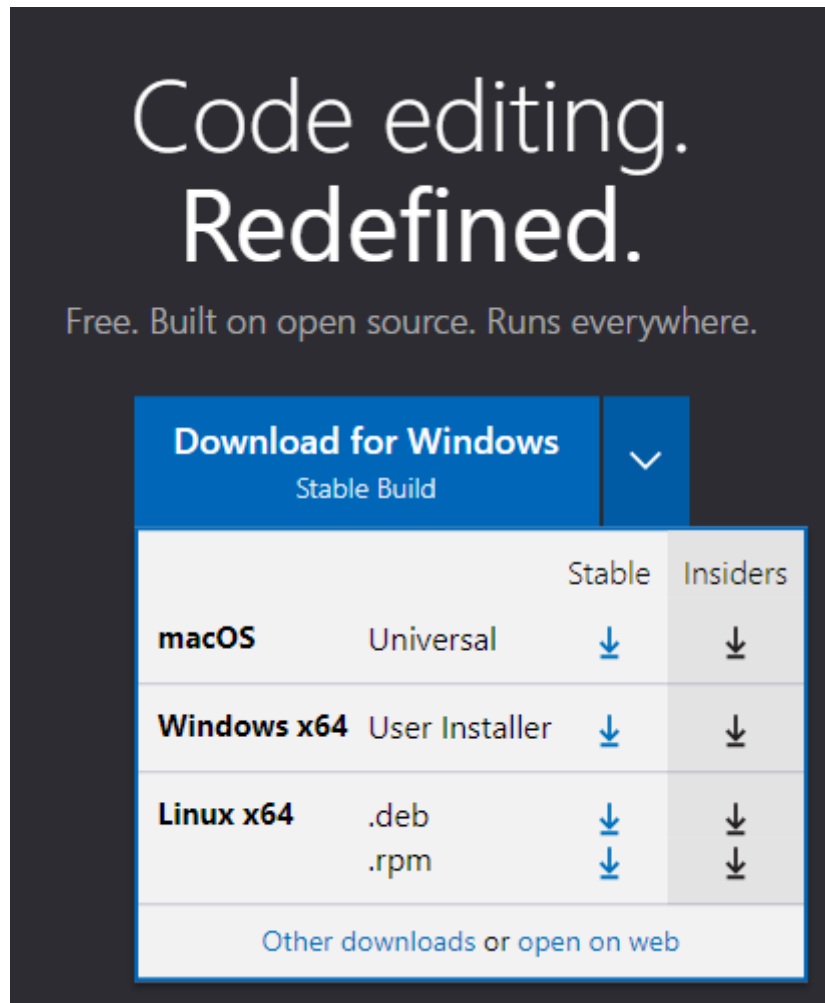 Code editing.
Redefined.
Free. Built on open source. Runs everywhere.
Download for Windows
Stable Build
Stable Insiders
macOS Universal
Windows x64 User Installer
Linux x64 .deb
.rpm
Other downloads or open on web